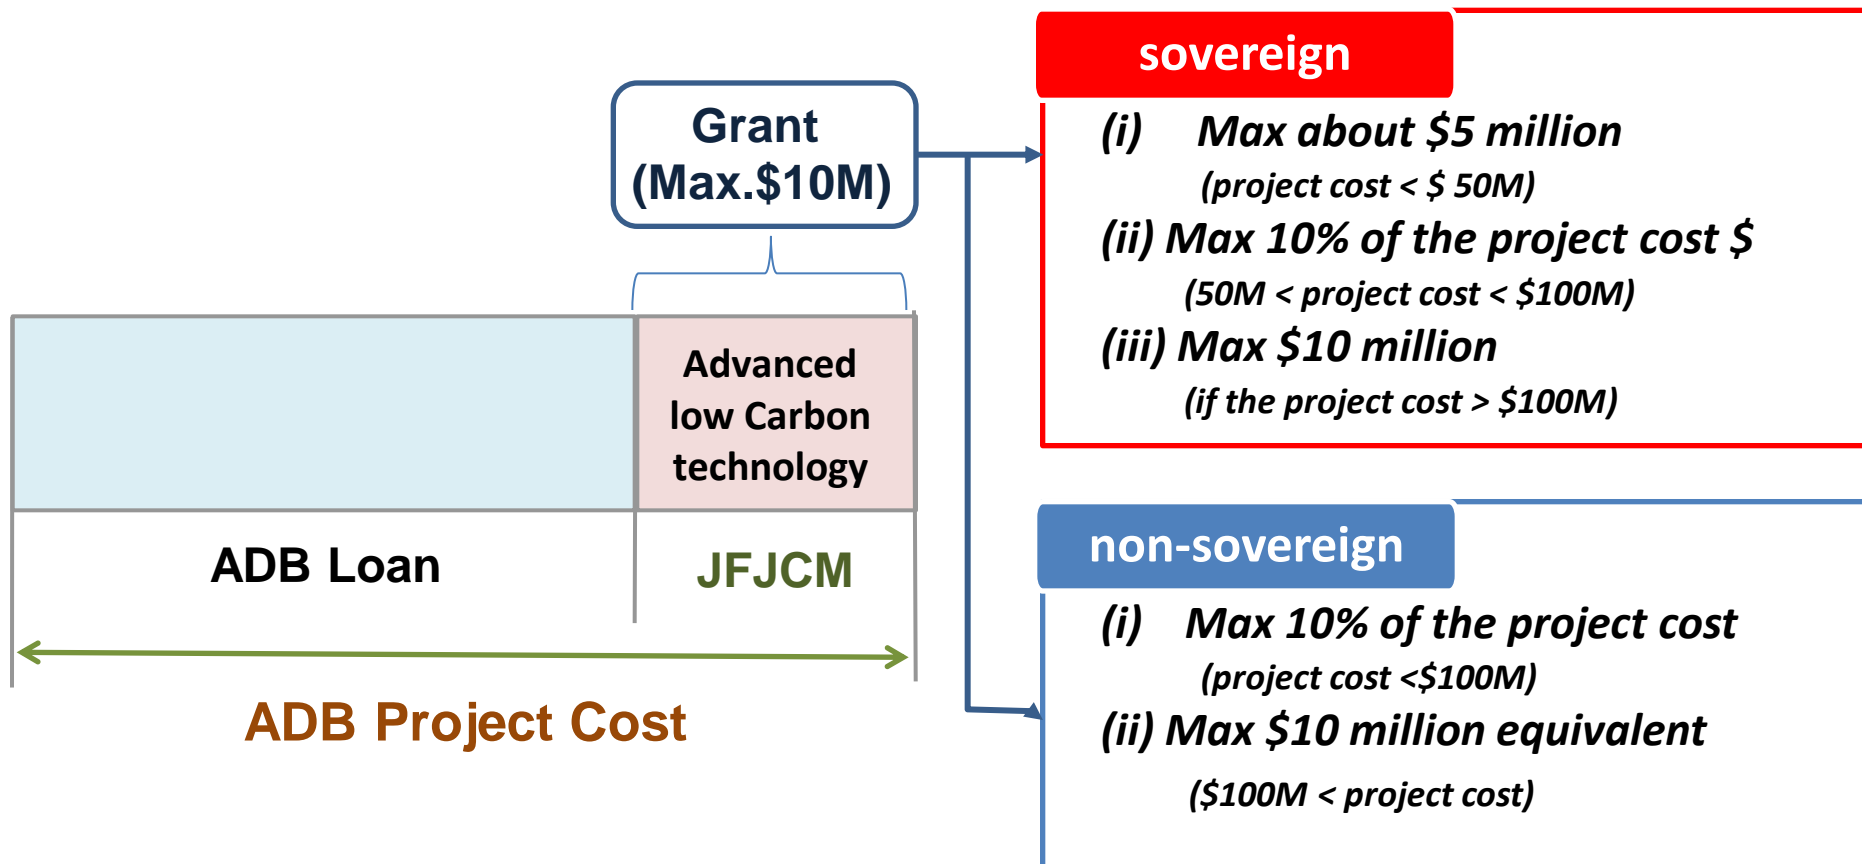 Grant
(Max.$10M)
Advanced
low Carbon
technology
ADB Loan
JFJCM
ADB Project Cost
sovereign
(i) Max about $5 million
(project cost < $ 50M)
(ii) Max 10% of the project cost $
(50M < project cost < $100M)
(iii) Max $10 million
(if the project cost > $100M)
non-sovereign
(i) Max 10% of the project cost
(project cost <$100M)
(ii) Max $10 million equivalent
($100M < project cost)